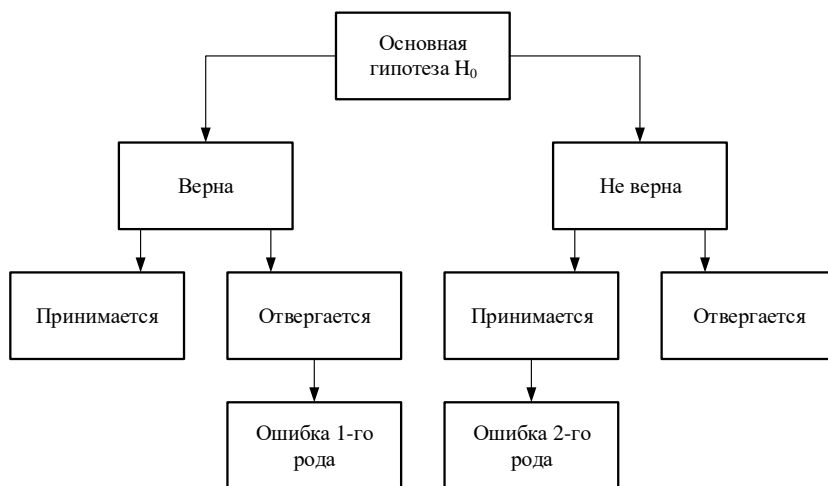 Основная
гипотеза H₀
Верна
Не верна
Принимается
Отвергается
Принимается
Отвергается
Ошибка 1-го
рода
Ошибка 2-го
рода